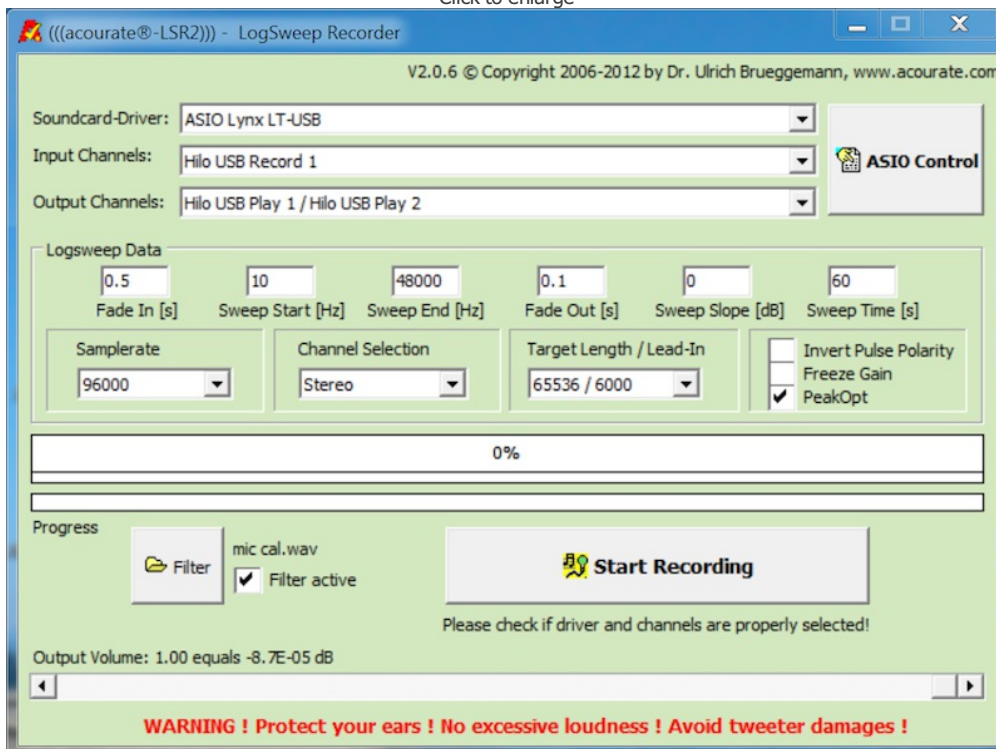 Click to enlarge
(((acourate®-LSR2))) - LogSweep Recorder
V2.0.6 © Copyright 2006-2012 by Dr. Ulrich Brueggemann, www.acourate.com
Soundcard-Driver: ASIO Lynx LT-USB
Input Channels: Hilo USB Record 1
ASIO Control
Output Channels: Hilo USB Play 1 / Hilo USB Play 2
Logsweep Data
0.5 10 48000 0.1 0 60
Fade In [s] Sweep Start [Hz] Sweep End [Hz] Fade Out [s] Sweep Slope [dB] Sweep Time [s]
Samplerate Channel Selection Target Length / Lead-In
96000 Stereo 65536 / 6000
Invert Pulse Polarity
Freeze Gain
PeakOpt
0%
Progress
Filter
mic cal.wav
Filter active
Start Recording
Please check if driver and channels are properly selected!
Output Volume: 1.00 equals -8.7E-05 dB
WARNING ! Protect your ears ! No excessive loudness ! Avoid tweeter damages !